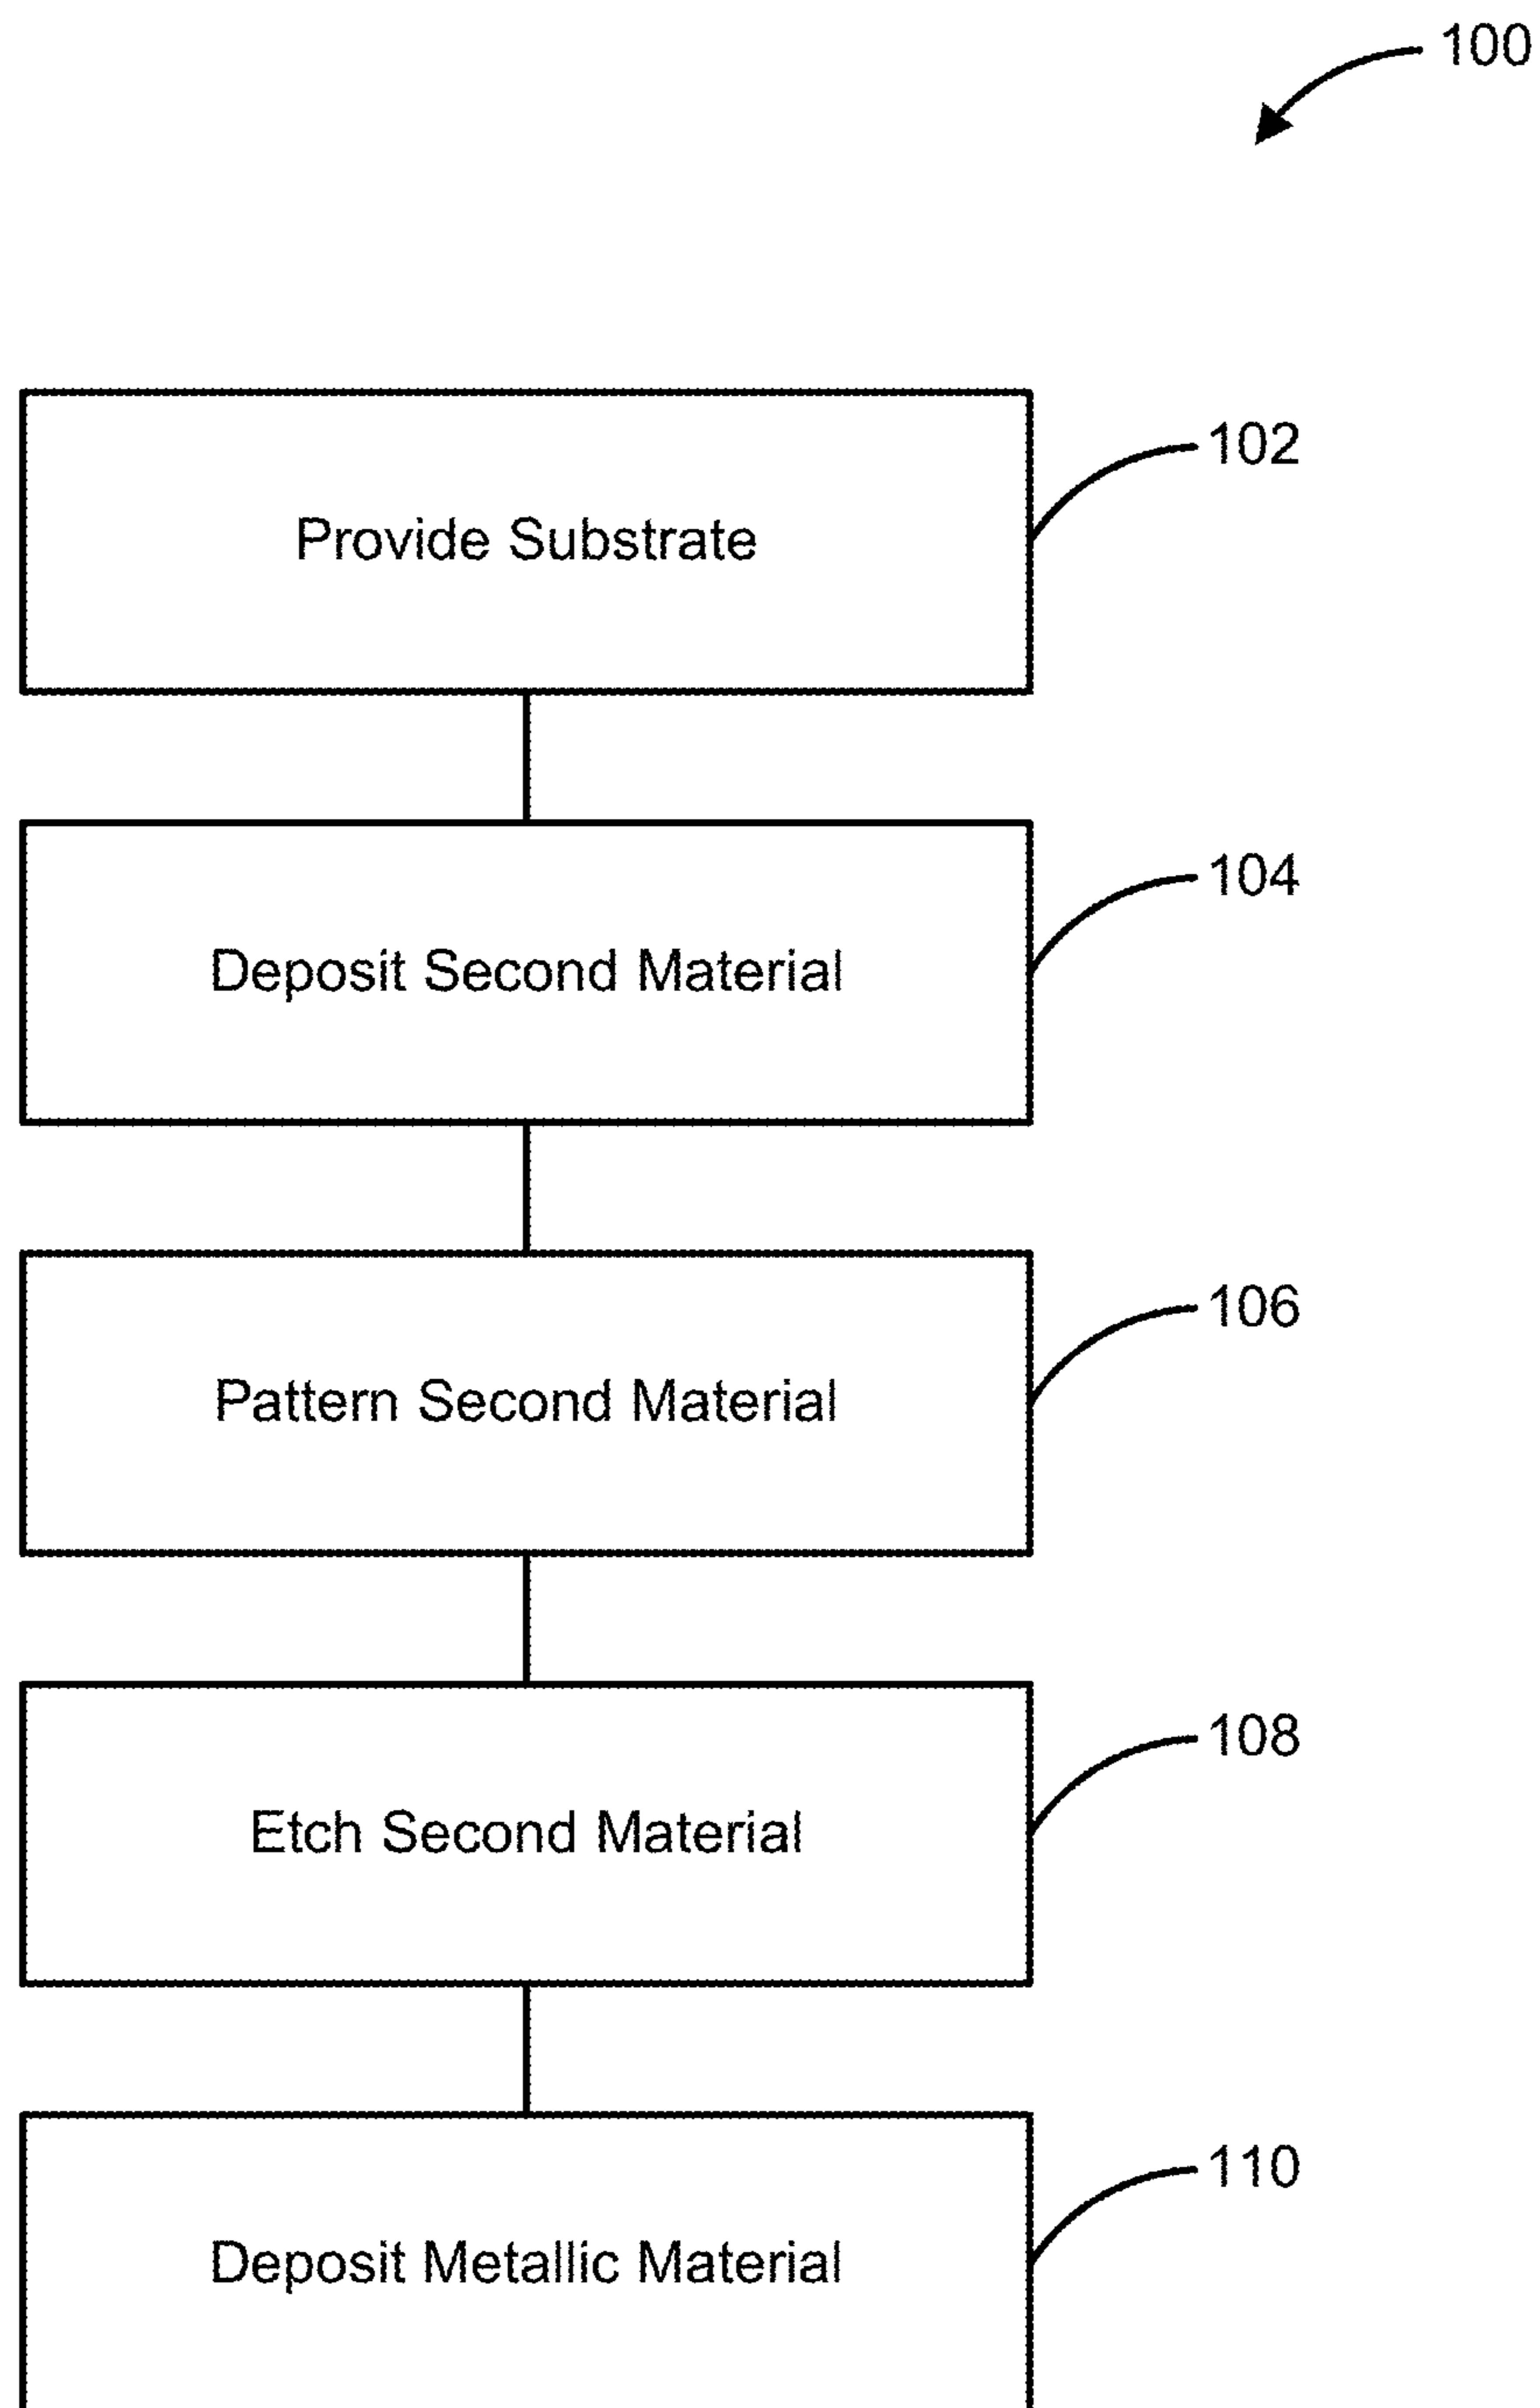 100
102
Provide Substrate
104
Deposit Second Material
106
Pattern Second Material
108
Etch Second Material
110
Deposit Metallic Material